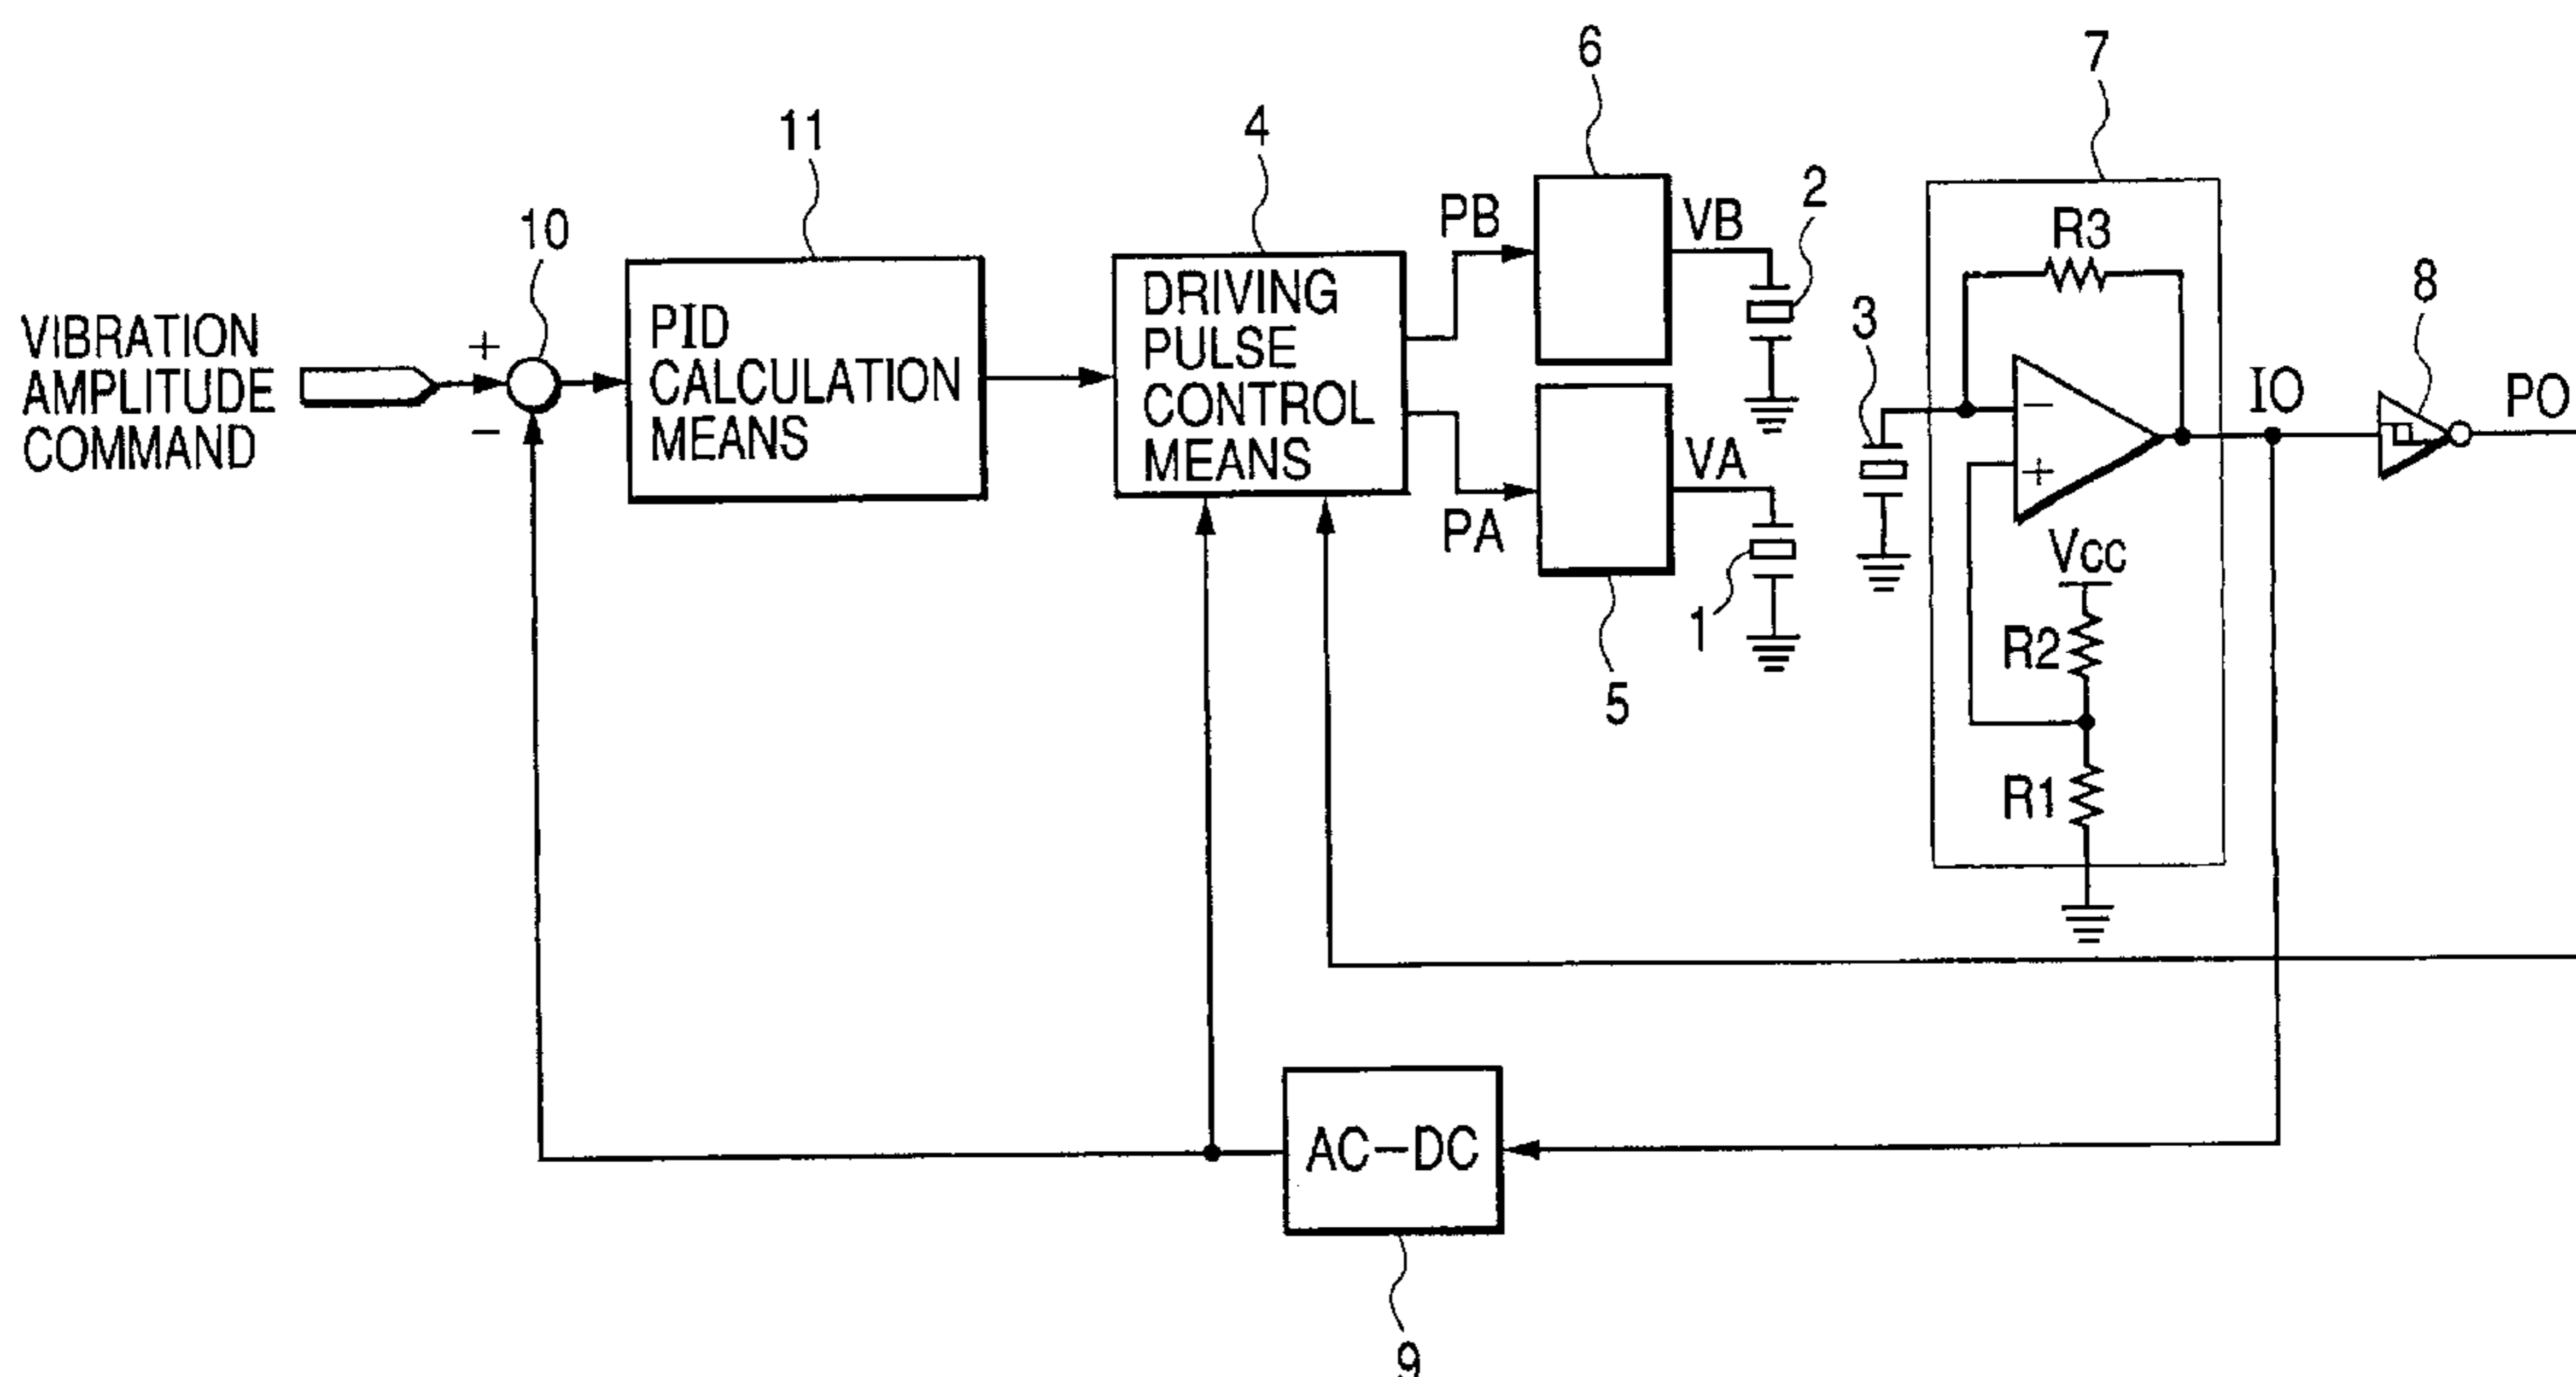 6
7
11
4
2
10
PB
VB
R3
8
3
VIBRATION
AMPLITUDE
COMMAND
+
−
PID
CALCULATION
MEANS
DRIVING
PULSE
CONTROL
MEANS
PA
VA
−
+
IO
PO
Vcc
1
5
R2
R1
AC−DC
9